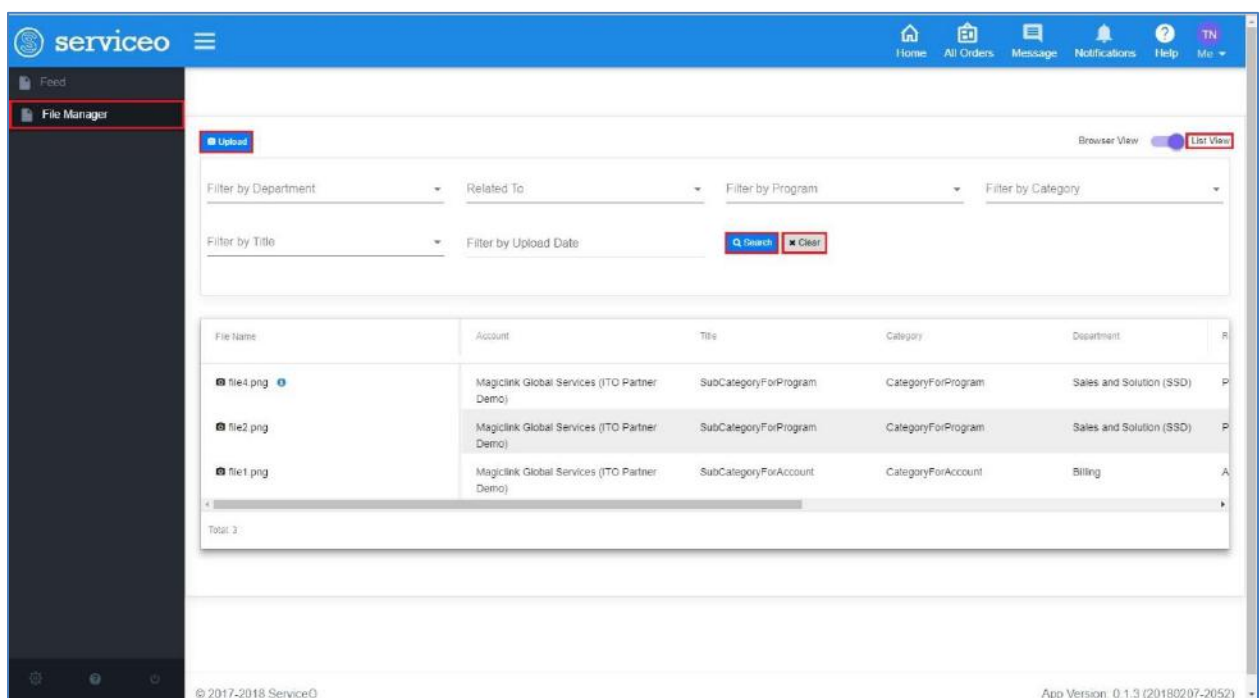 serviceo
Home All Orders Message Notifications Help Me
TN
Feed
File Manager
Upload
Browser View List View
Filter by Department Related To Filter by Program Filter by Category
Filter by Title Filter by Upload Date Search Clear
File Name Account Title Category Department R
file4.png Magiclink Global Services (ITO Partner Demo) SubCategoryForProgram CategoryForProgram Sales and Solution (SSD) P
file2.png Magiclink Global Services (ITO Partner Demo) SubCategoryForProgram CategoryForProgram Sales and Solution (SSD) P
file1.png Magiclink Global Services (ITO Partner Demo) SubCategoryForAccount CategoryForAccount Billing A
Total: 3
© 2017-2018 ServiceO App Version: 0.1.3 (20180207-2052)